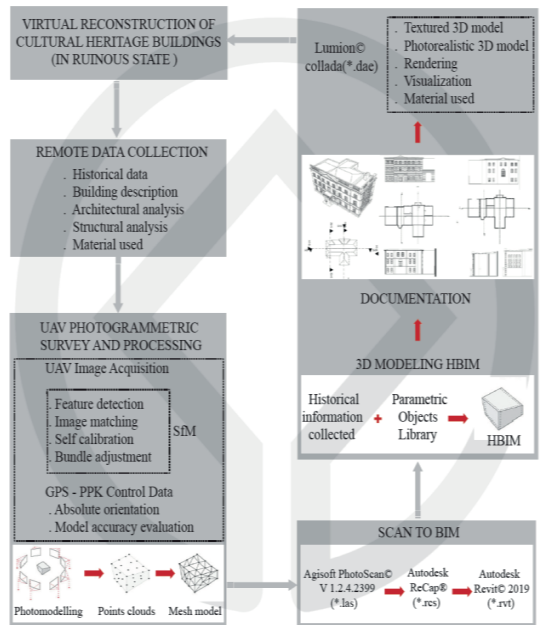 VIRTUAL RECONSTRUCTION OF
CULTURAL HERITAGE BUILDINGS
(IN RUINOUS STATE )
REMOTE DATA COLLECTION
. Historical data
. Building description
. Architectural analysis
. Structural analysis
. Material used
UAV PHOTOGRAMMETRIC
SURVEY AND PROCESSING
UAV Image Acquisition
. Feature detection
. Image matching
. Self calibration
. Bundle adjustment
SfM
GPS - PPK Control Data
. Absolute orientation
. Model accuracy evaluation
Photomodelling
Points clouds
Mesh model
SCAN TO BIM
Agisoft PhotoScan©
V 1.2.4.2399
(*.las)
Autodesk
ReCap®
(*.rcs)
Autodesk
Revit© 2019
(*.rvt)
3D MODELING HBIM
Historical
information
collected
+
Parametric
Objects
Library
HBIM
DOCUMENTATION
Lumion©
collada(*.dae)
. Textured 3D model
. Photorealistic 3D model
. Rendering
. Visualization
. Material used